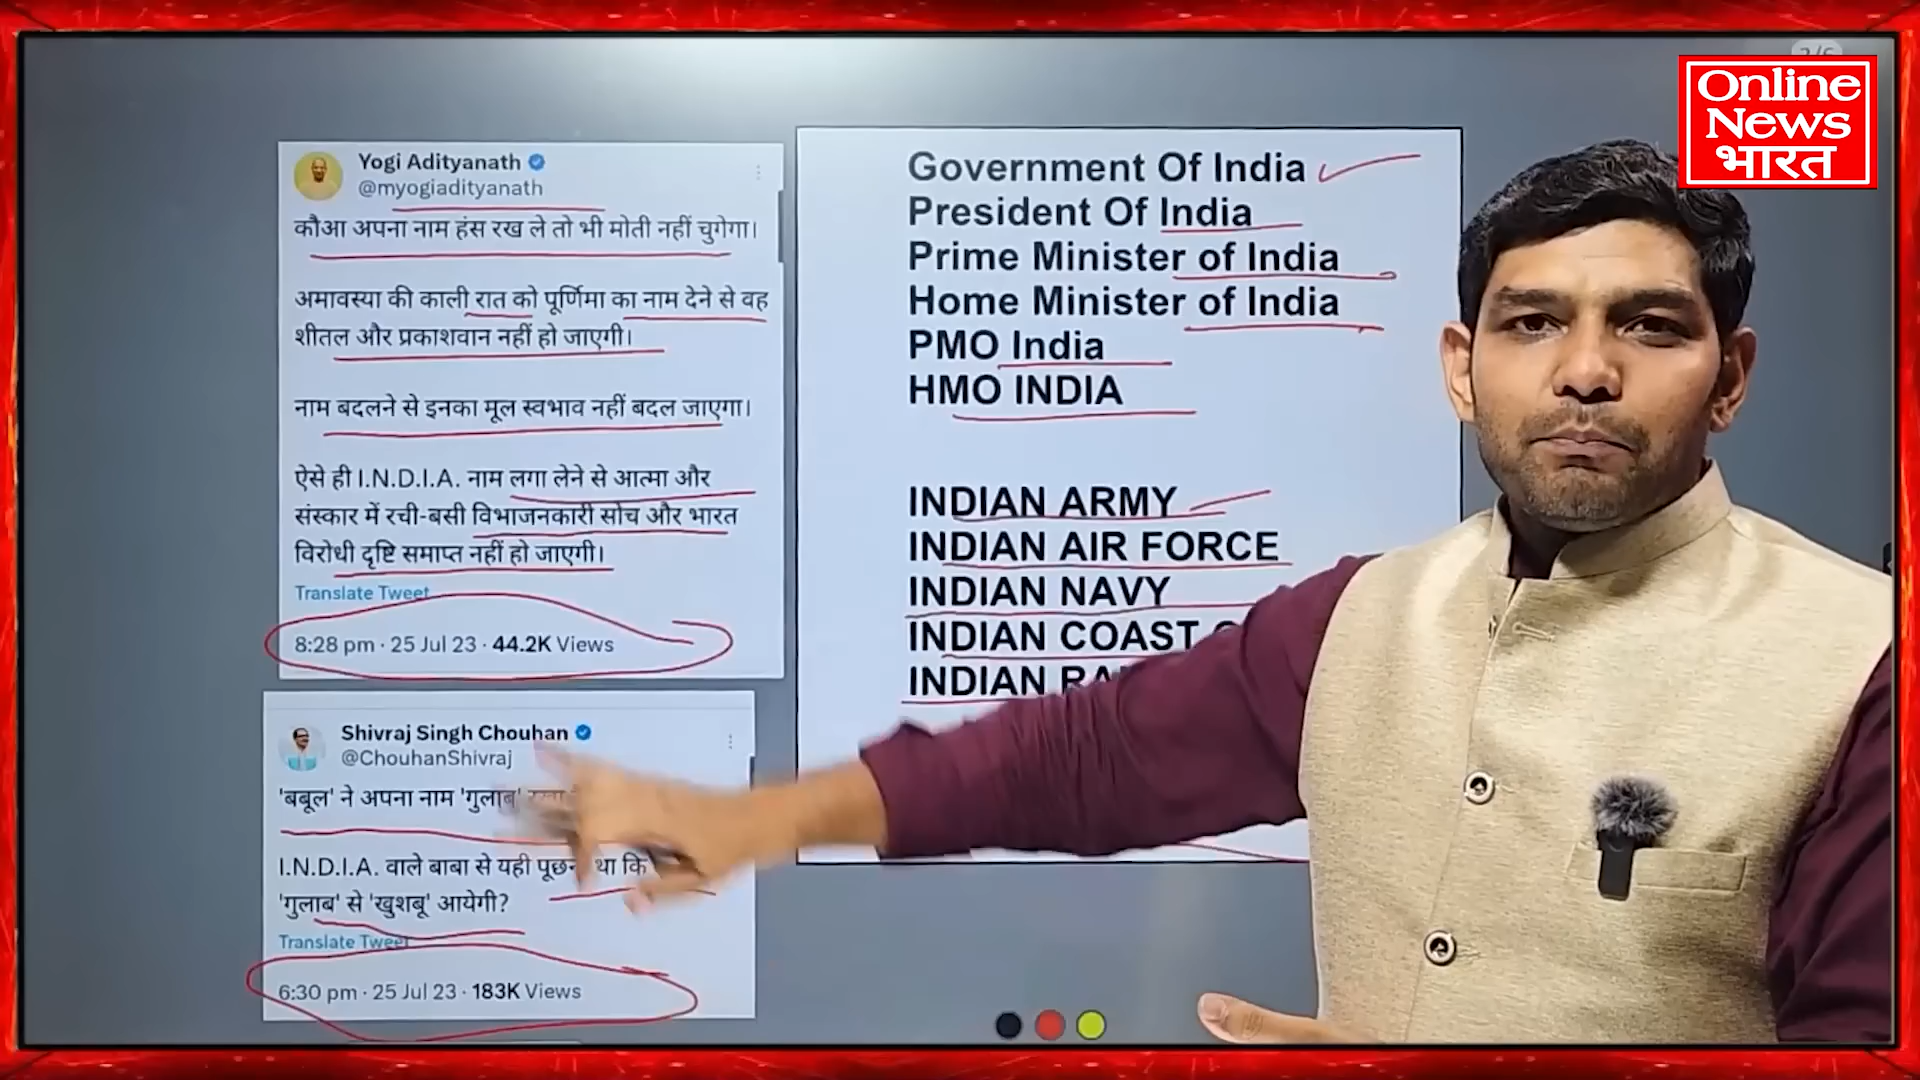 Online
News
भारत
Yogi Adityanath
@myogiadityanath
कौआ अपना नाम हंस रख ले तो भी मोती नहीं चुगेगा।
अमावस्या की काली रात को पूर्णिमा का नाम देने से वह
शीतल और प्रकाशवान नहीं हो जाएगी।
नाम बदलने से इनका मूल स्वभाव नहीं बदल जाएगा।
ऐसे ही I.N.D.I.A. नाम लगा लेने से आत्मा और
संस्कार में रची-बसी विभाजनकारी सोच और भारत
विरोधी दृष्टि समाप्त नहीं हो जाएगी।
Translate Tweet
8:28 pm · 25 Jul 23 · 44.2K Views
Shivraj Singh Chouhan
@ChouhanShivraj
'बबूल' ने अपना नाम 'गुलाब'
I.N.D.I.A. वाले बाबा से यही पूछना था कि
'गुलाब' से 'खुशबू' आयेगी?
Translate Tweet
6:30 pm · 25 Jul 23 · 183K Views
Government Of India
President Of India
Prime Minister of India
Home Minister of India
PMO India
HMO INDIA
INDIAN ARMY
INDIAN AIR FORCE
INDIAN NAVY
INDIAN COAST
INDIAN